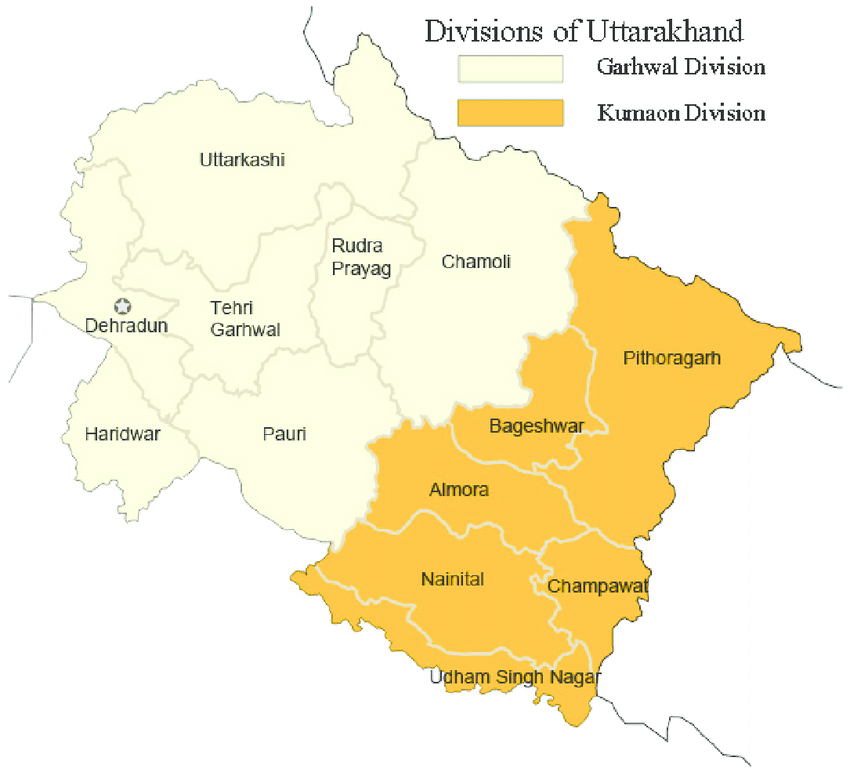 Divisions of Uttarakhand
Garhwal Division
Kumaon Division
Uttarkashi
Rudra
Prayag
Chamoli
Tehri
Garhwal
Dehradun
Pithoragarh
Haridwar
Pauri
Bageshwar
Almora
Nainital
Champawat
Udham Singh Nagar